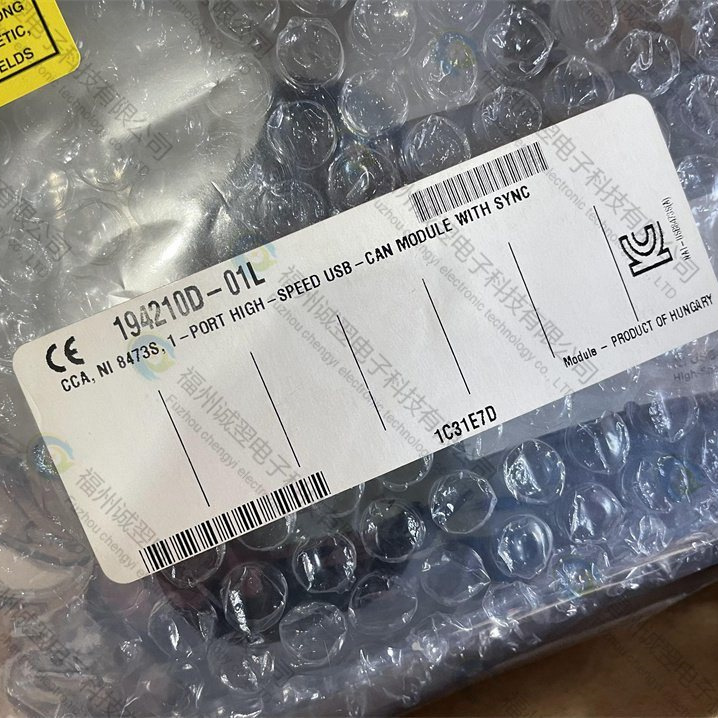 ONG
ETIC,
ELDS
194210D-01L
CCA, NI 8473S, 1-PORT HIGH-SPEED USB-CAN MODULE WITH SYNC
1C31E7D
Module - PRODUCT OF HUNGARY
福州诚翌电子科技有限公司
Fuzhou chengyi electronic technology co., LTD